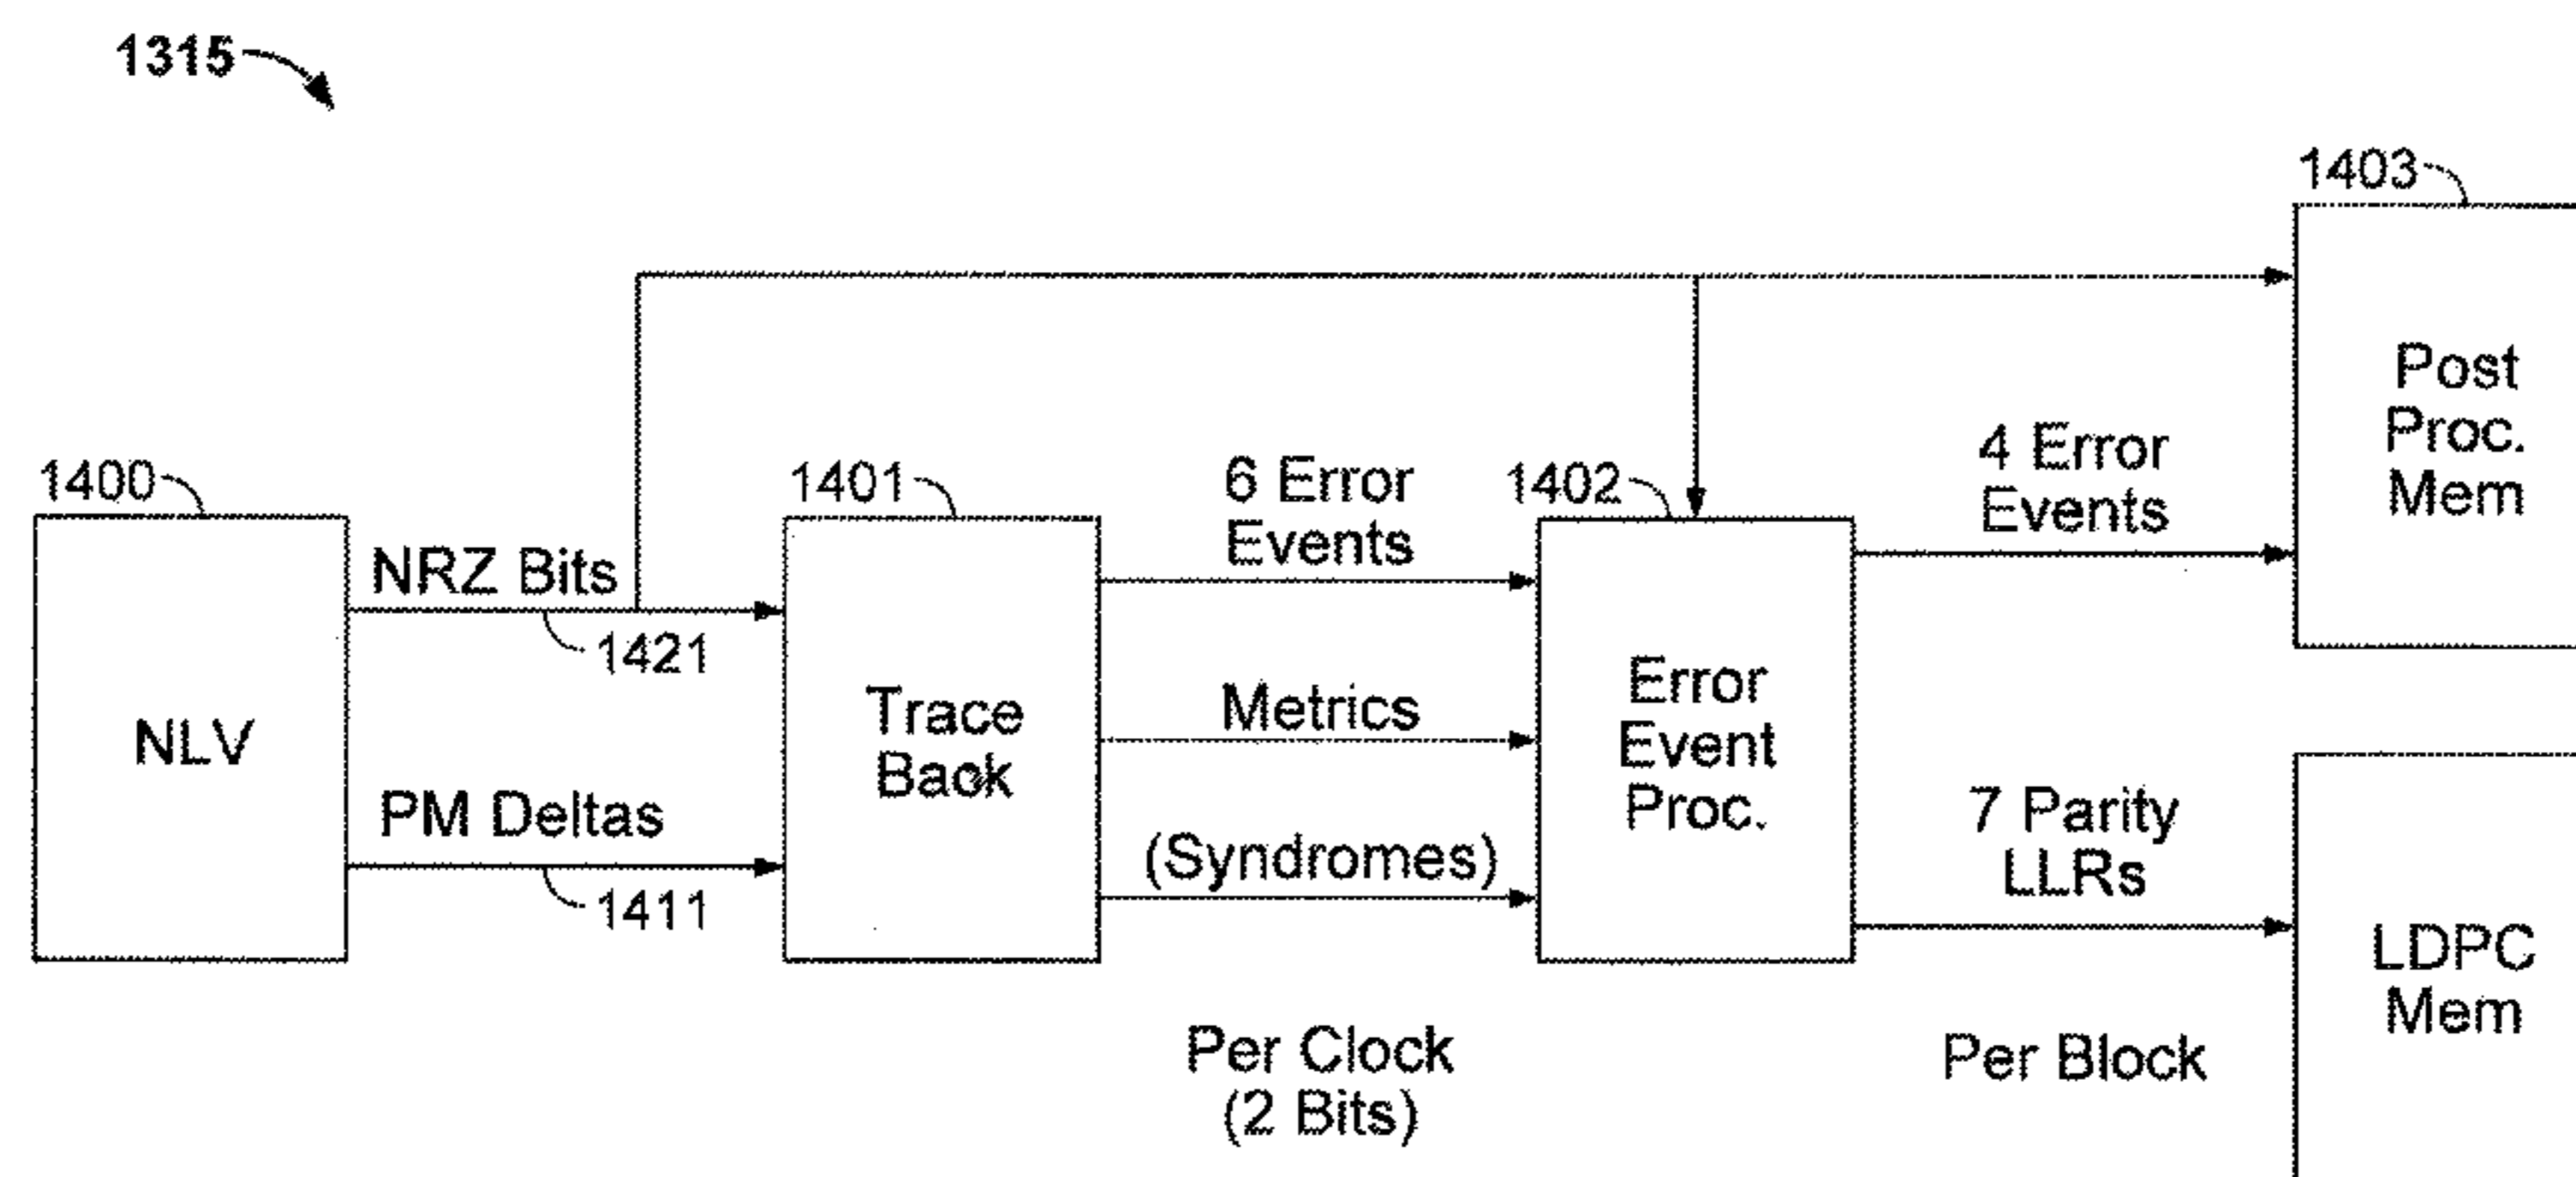 1315
1403
Post
Proc.
Mem
1400
NLV
NRZ Bits
1421
PM Deltas
1411
1401
Trace
Back
6 Error
Events
Metrics
(Syndromes)
Per Clock
(2 Bits)
1402
Error
Event
Proc.
4 Error
Events
7 Parity
LLRs
Per Block
LDPC
Mem